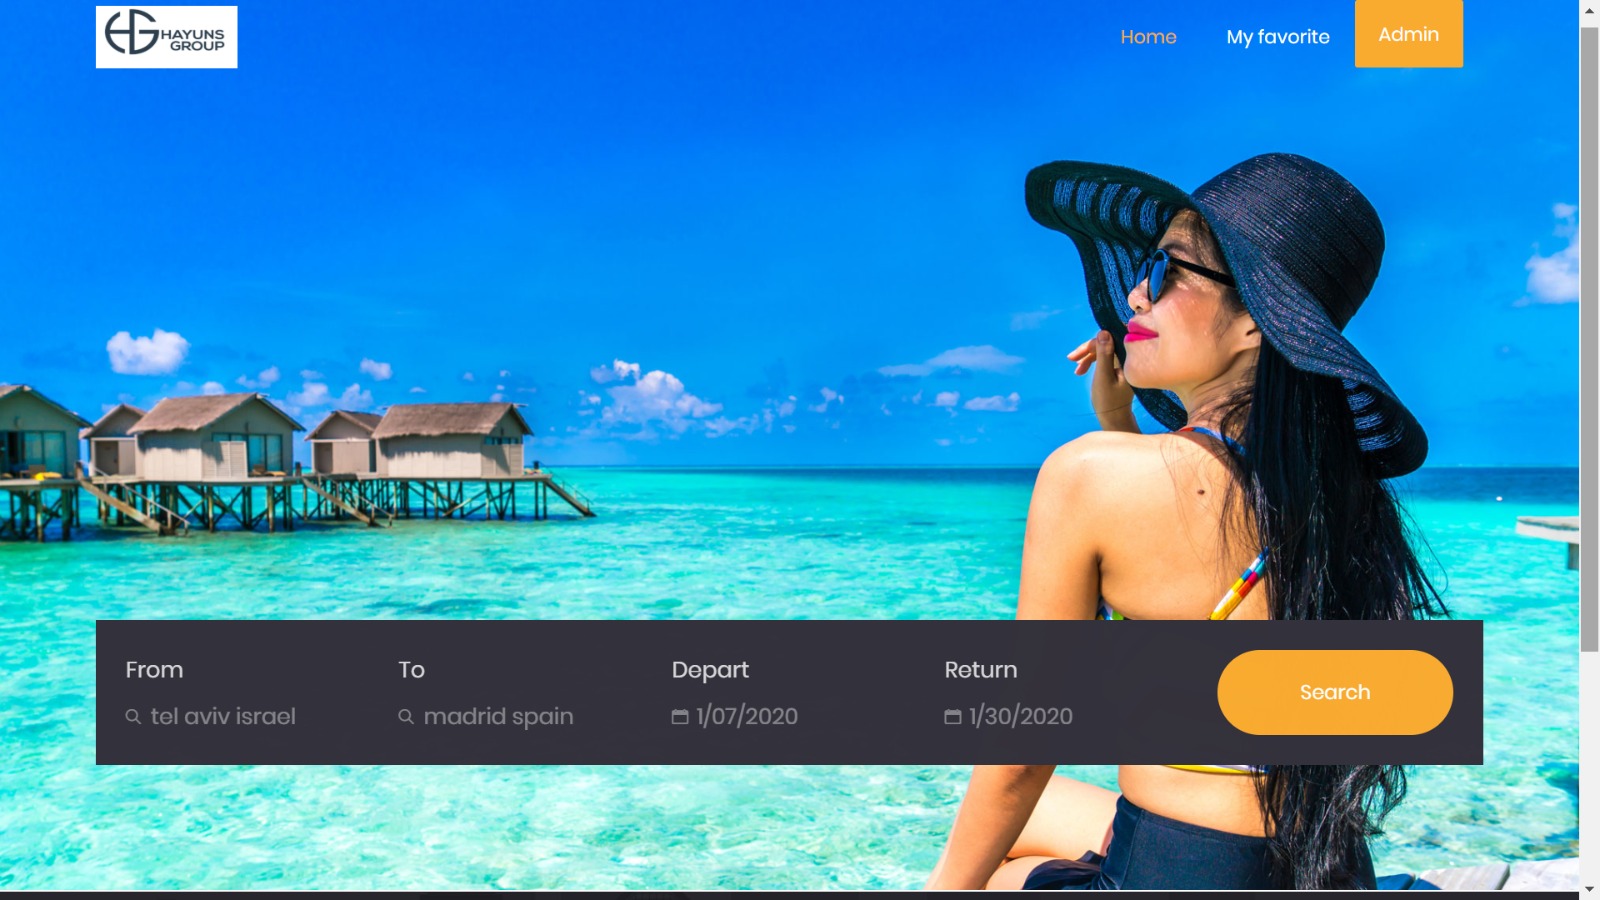 HAYUNS
GROUP
Home
My favorite
Admin
From
To
Depart
Return
tel aviv israel
madrid spain
1/07/2020
1/30/2020
Search